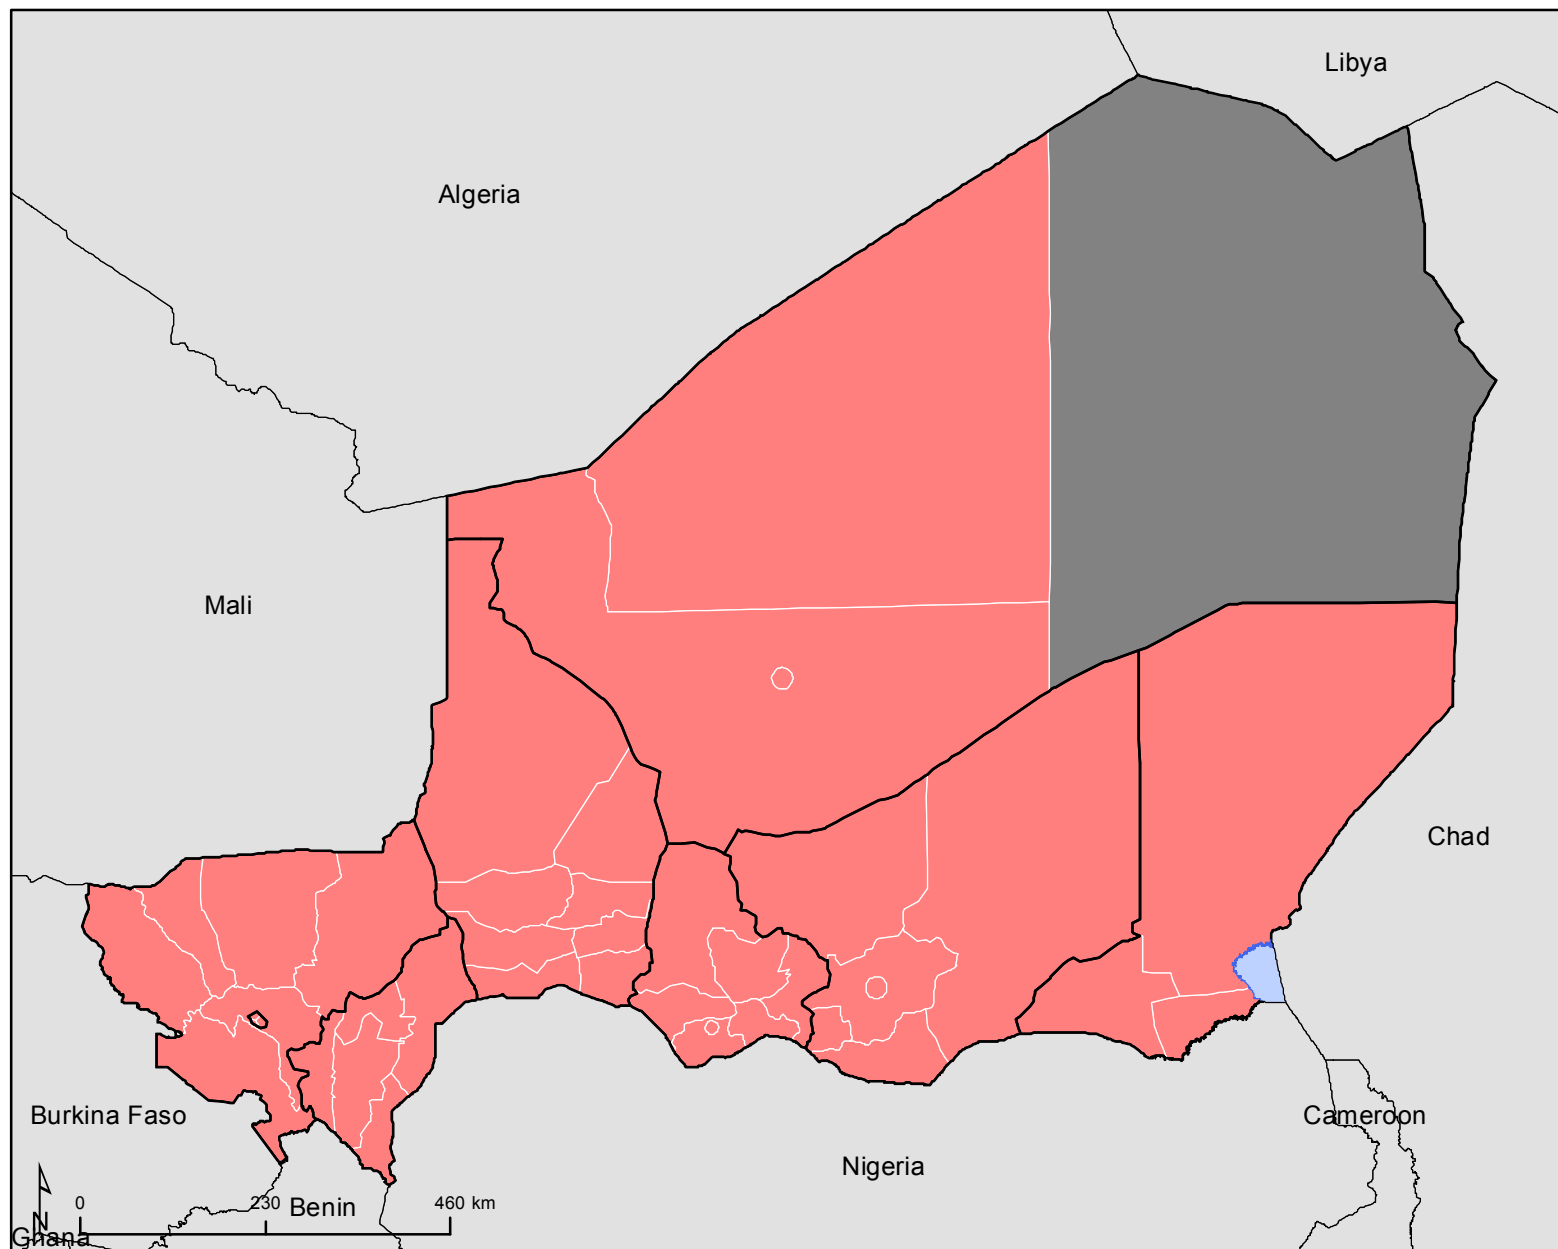 Libya
Algeria
Mali
Chad
Burkina Faso
Cameroon
Nigeria
0 230 460 km
Benin
N
Ghana